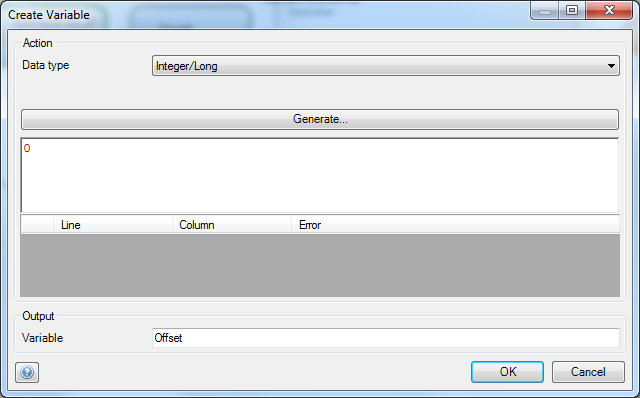 Create Variable
Action
Data type Integer/Long
Generate...
0
Line Column Error
Output
Variable Offset
OK Cancel